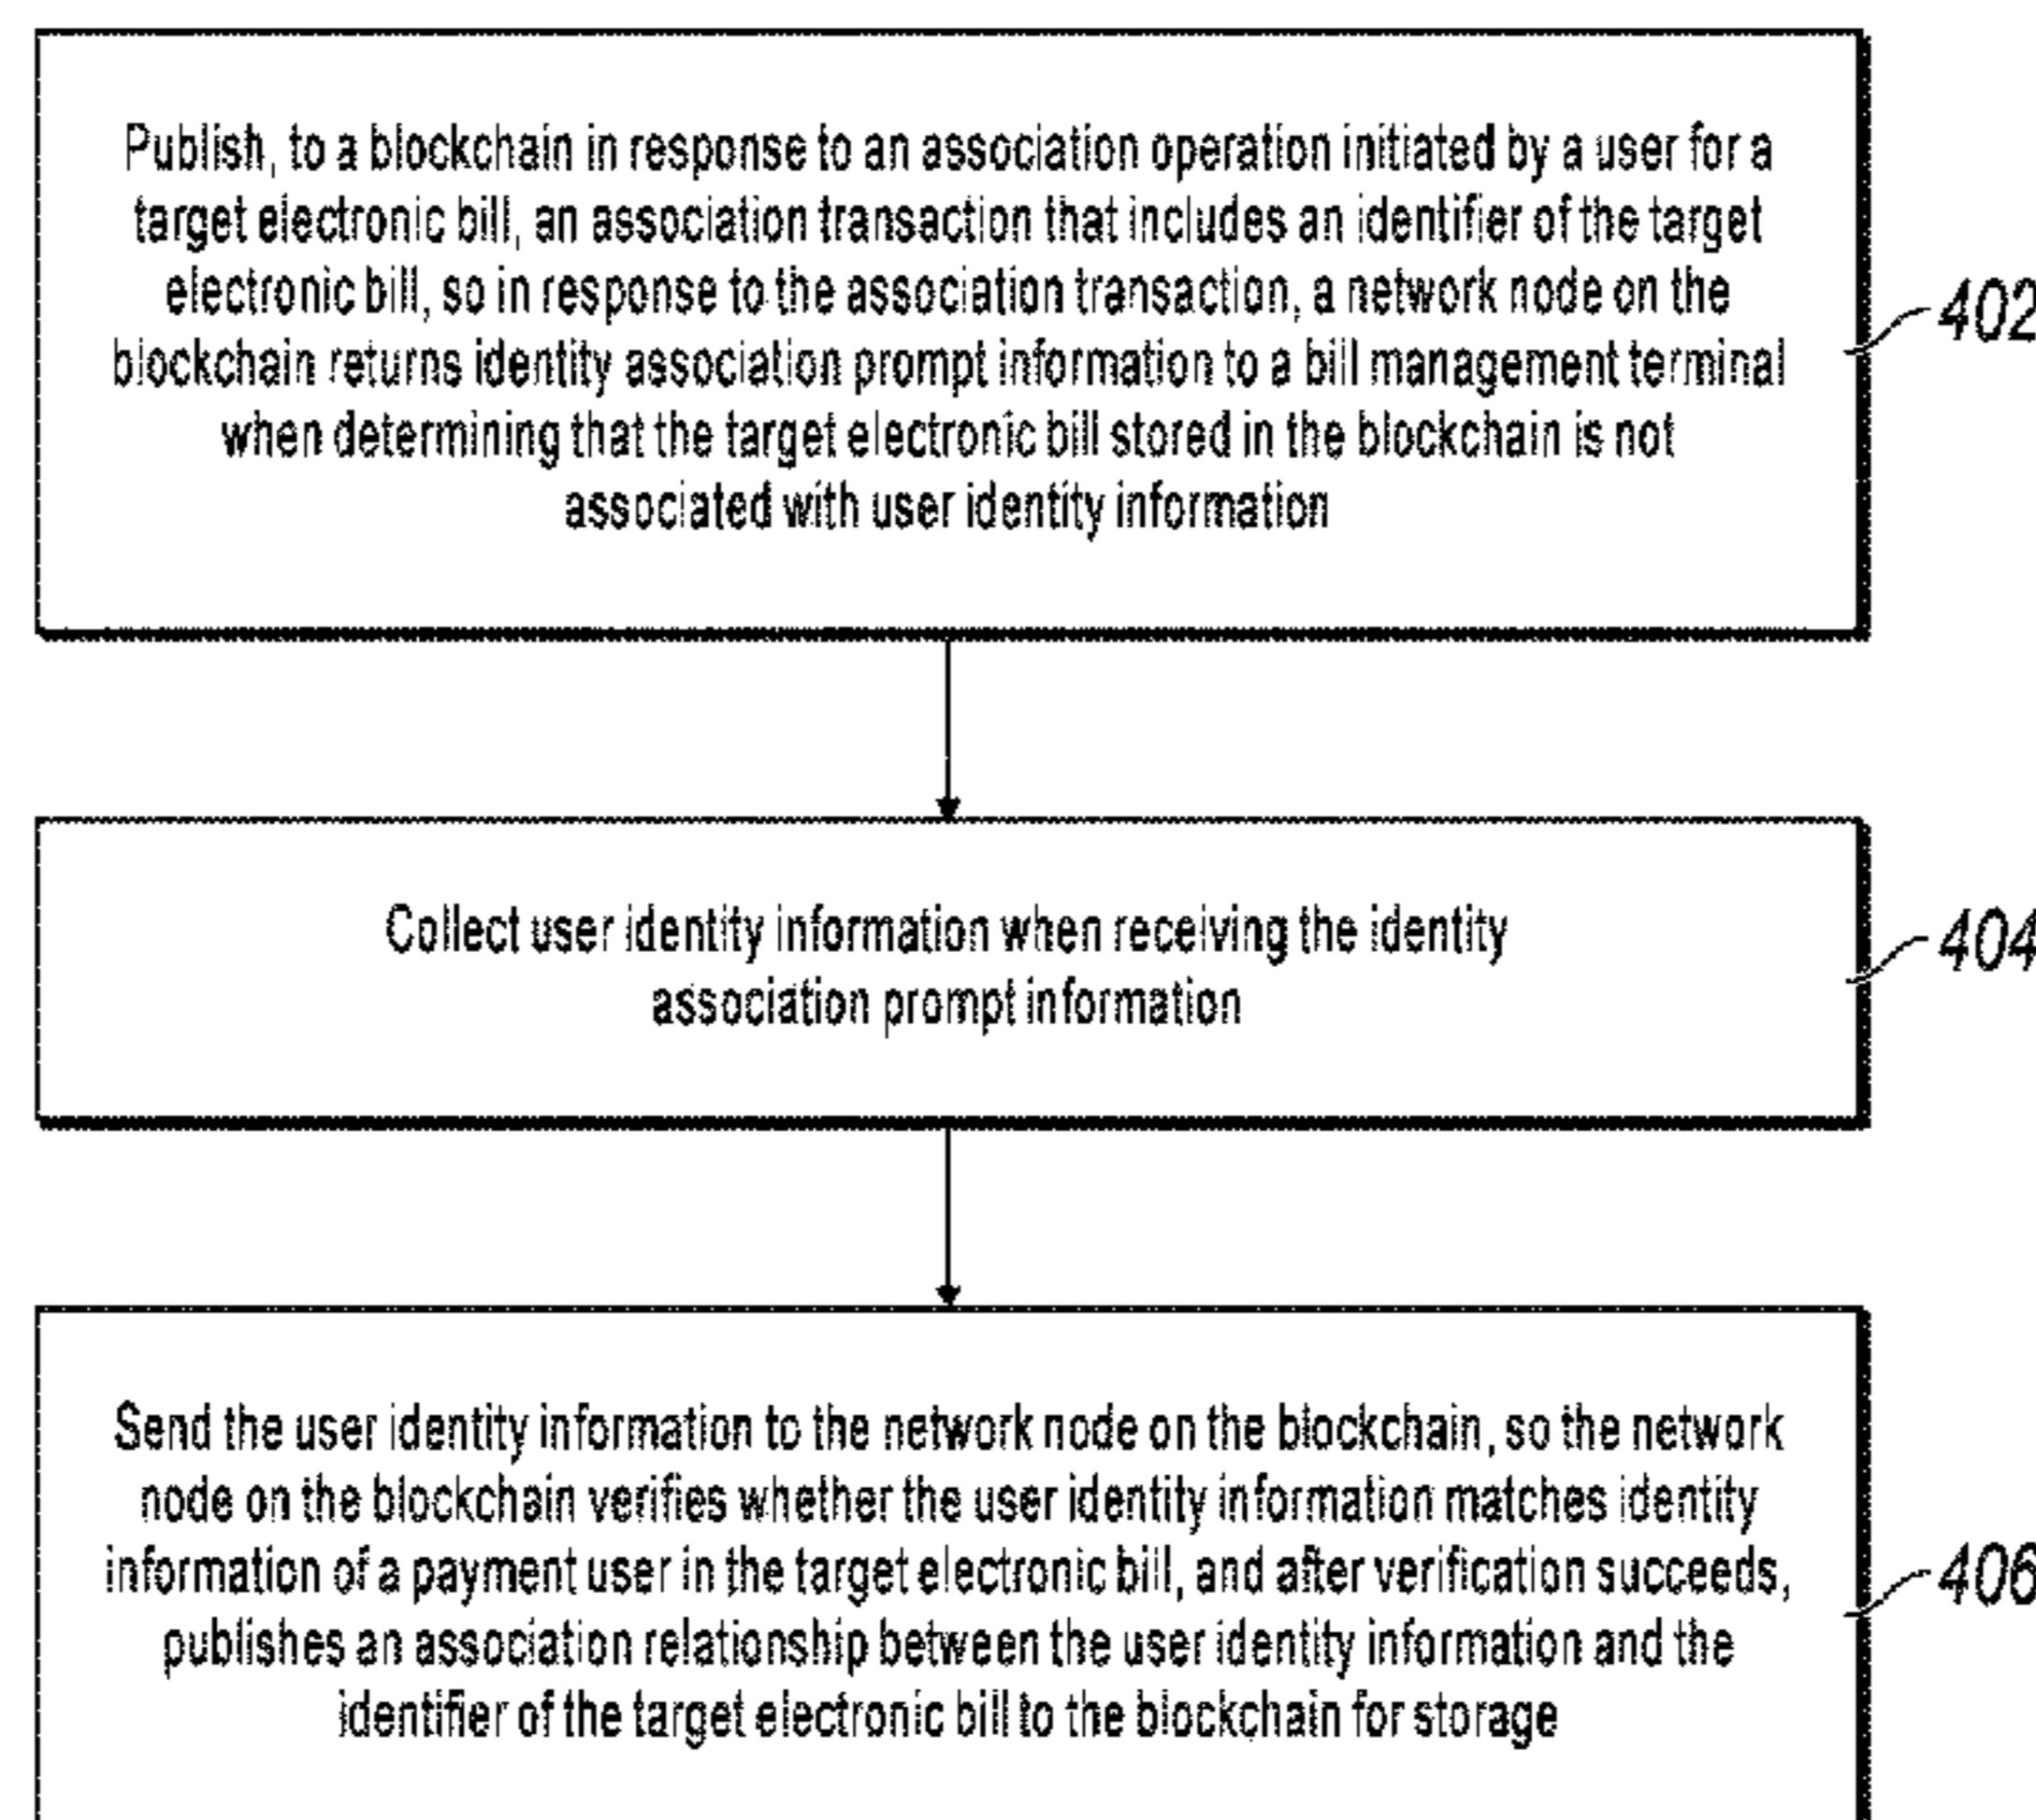 Publish, to a blockchain in response to an association operation initiated by a user for a
target electronic bill, an association transaction that includes an identifier of the target
electronic bill, so in response to the association transaction, a network node on the
blockchain returns identity association prompt information to a bill management terminal
when determining that the target electronic bill stored in the blockchain is not
associated with user identity information
402
Collect user identity information when receiving the identity
association prompt information
404
Send the user identity information to the network node on the blockchain, so the network
node on the blockchain verifies whether the user identity information matches identity
information of a payment user in the target electronic bill, and after verification succeeds,
publishes an association relationship between the user identity information and the
identifier of the target electronic bill to the blockchain for storage
406